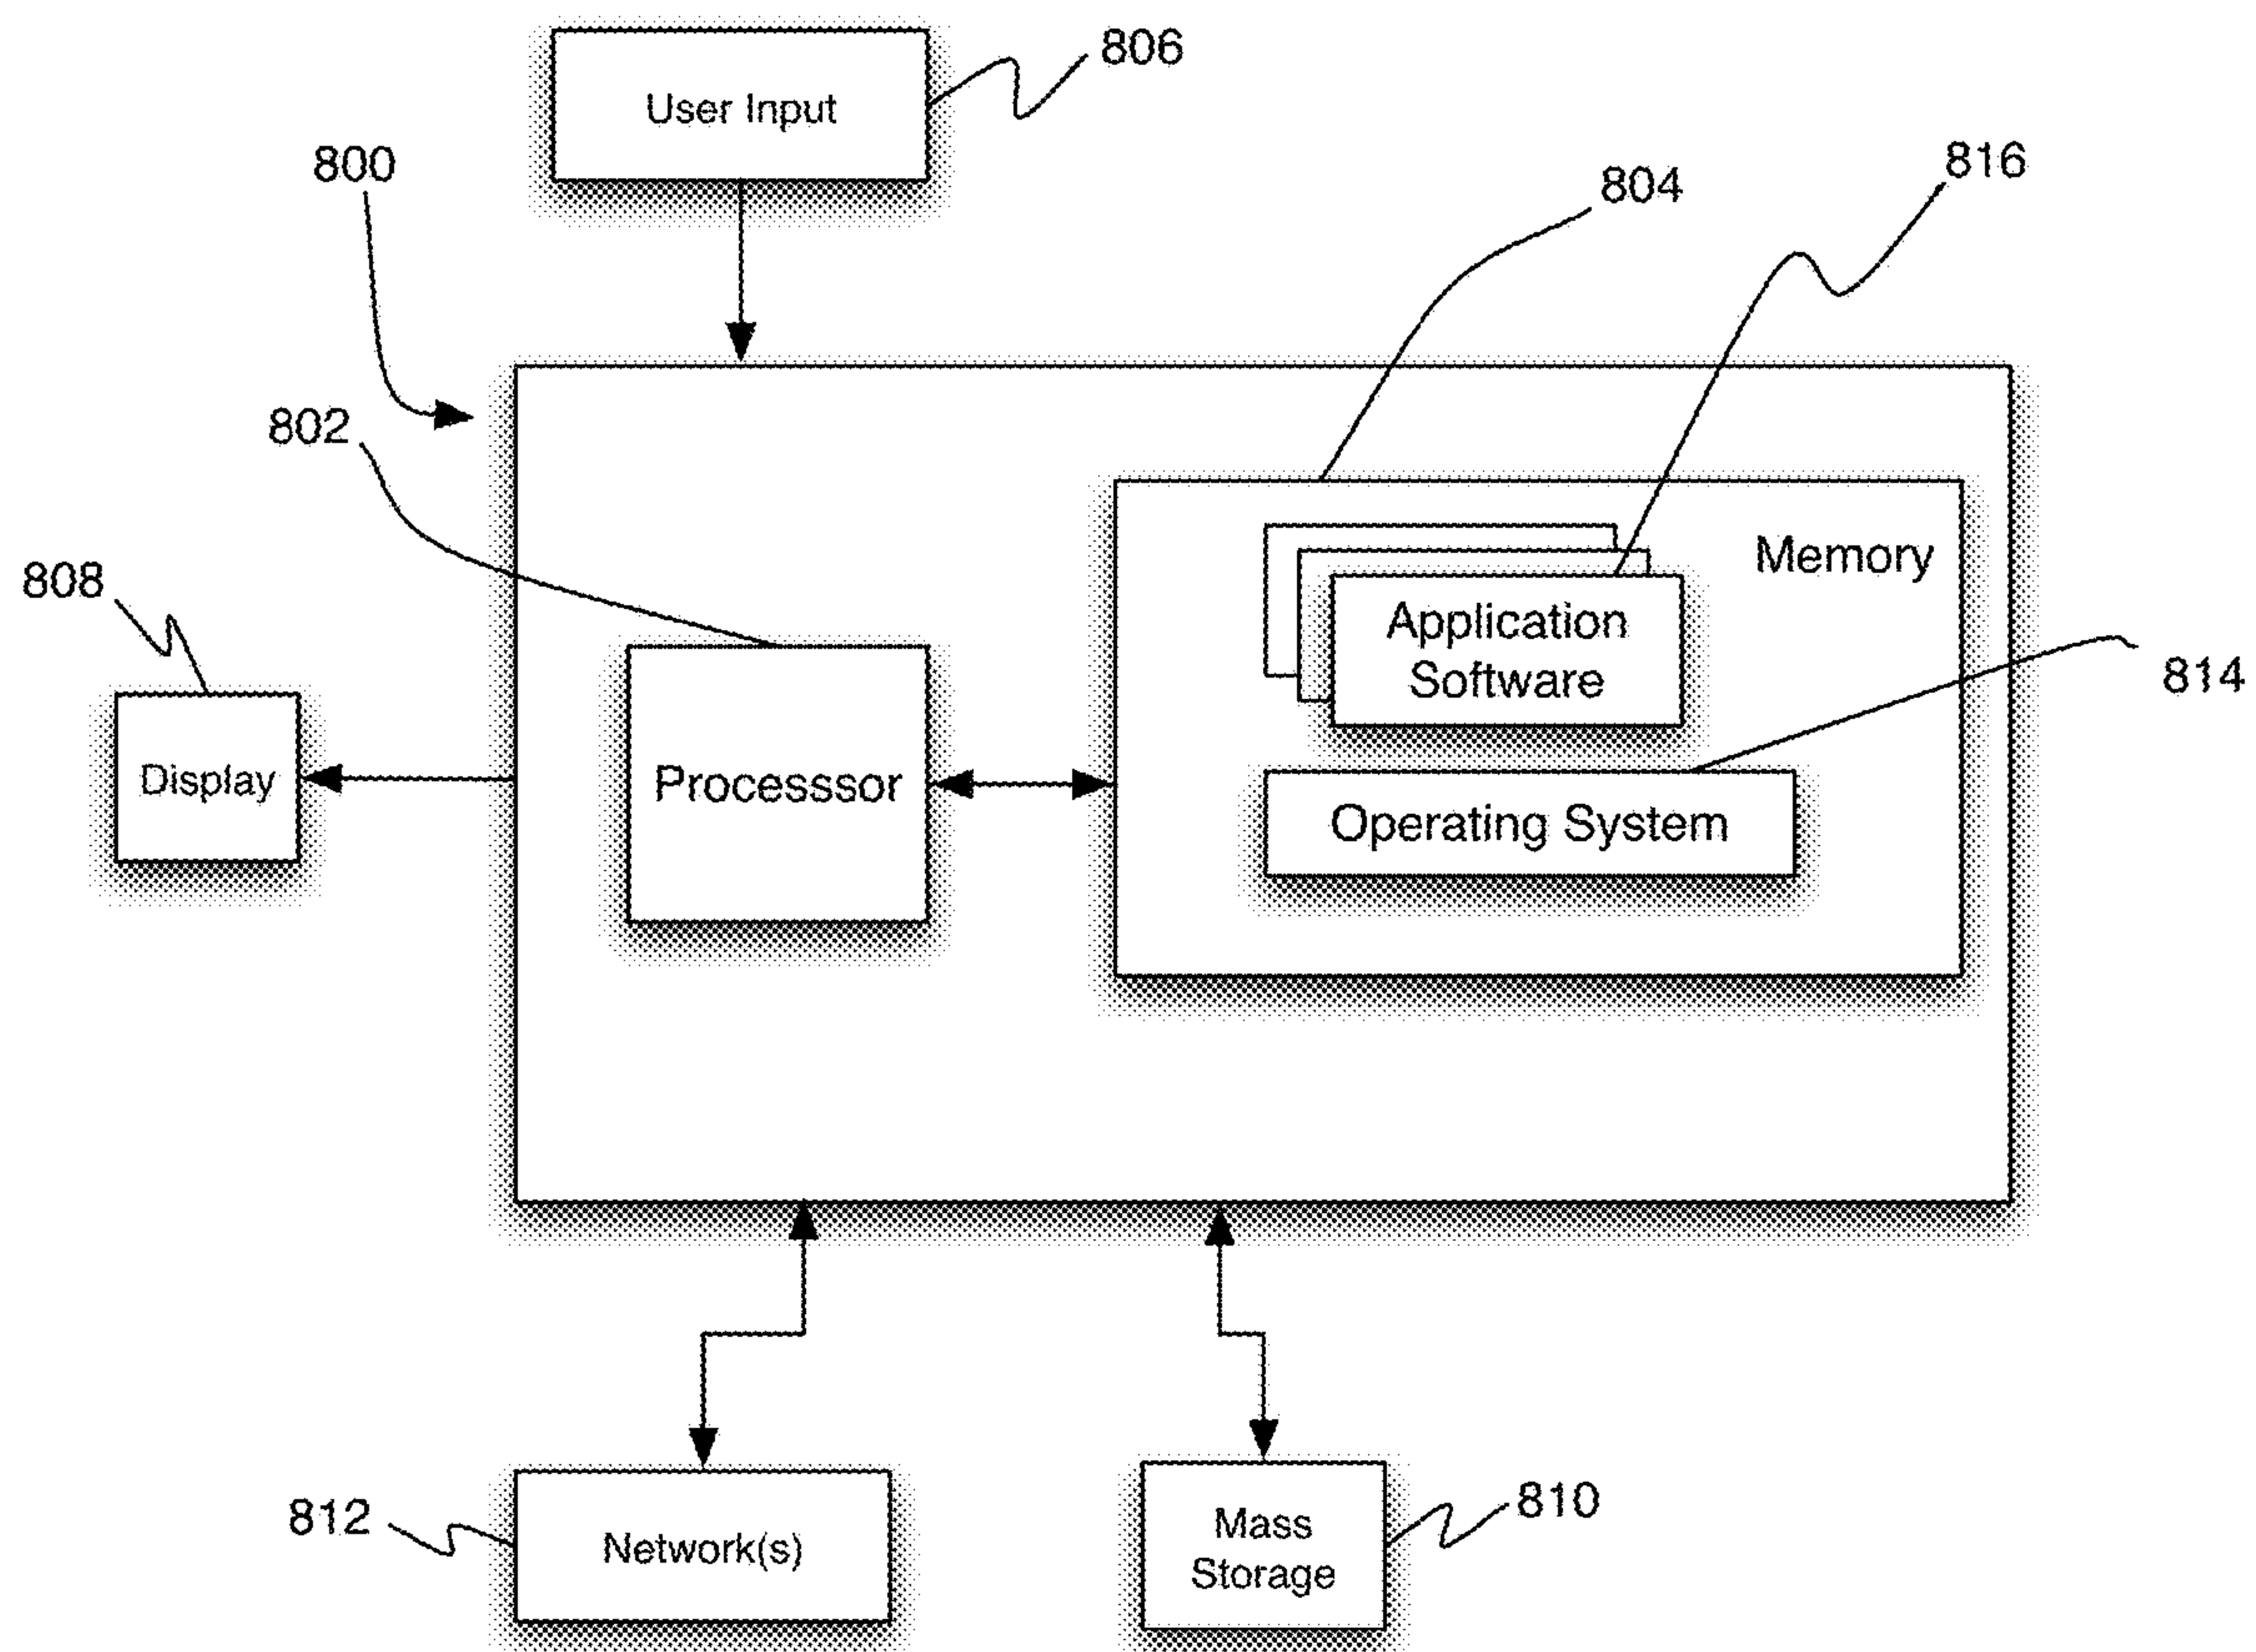 806
User Input
800
816
804
802
Memory
808
Application
Software
814
Display
Processsor
Operating System
812
810
Network(s)
Mass
Storage